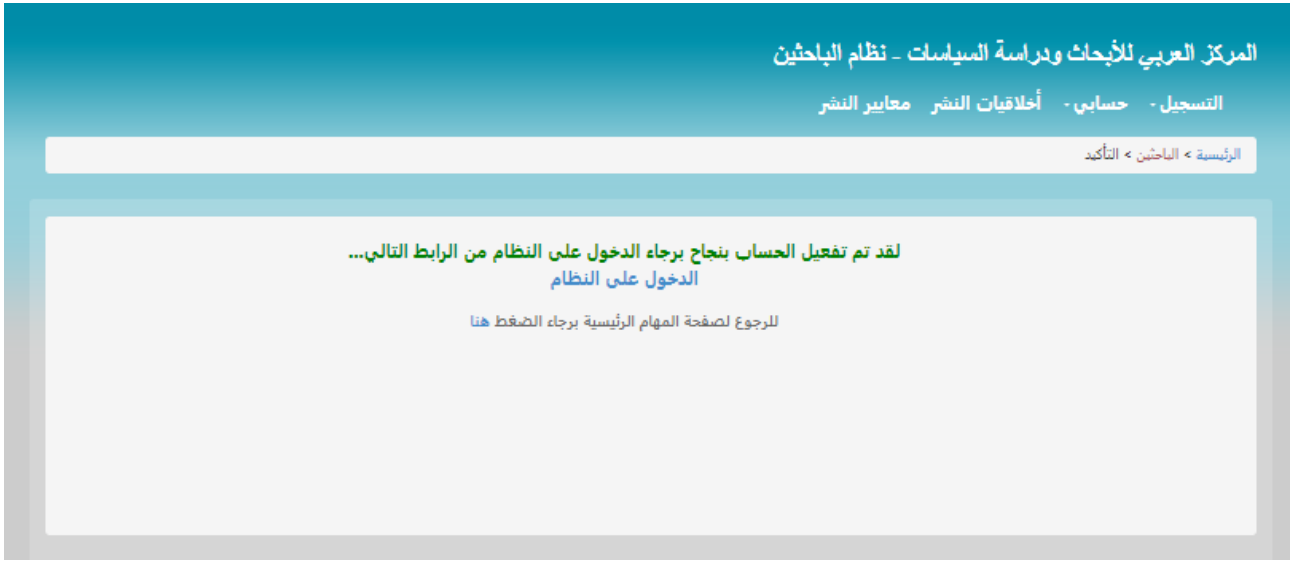 المركز العربي للأبحاث ودراسة السياسات - نظام الباحثين
التسجيل - حسابي - أخلاقيات النشر معايير النشر
الرئيسية > الباحثين > التأكيد
لقد تم تفعيل الحساب بنجاح برجاء الدخول على النظام من الرابط التالي...
الدخول على النظام
للرجوع لصفحة المهام الرئيسية برجاء الضغط هنا